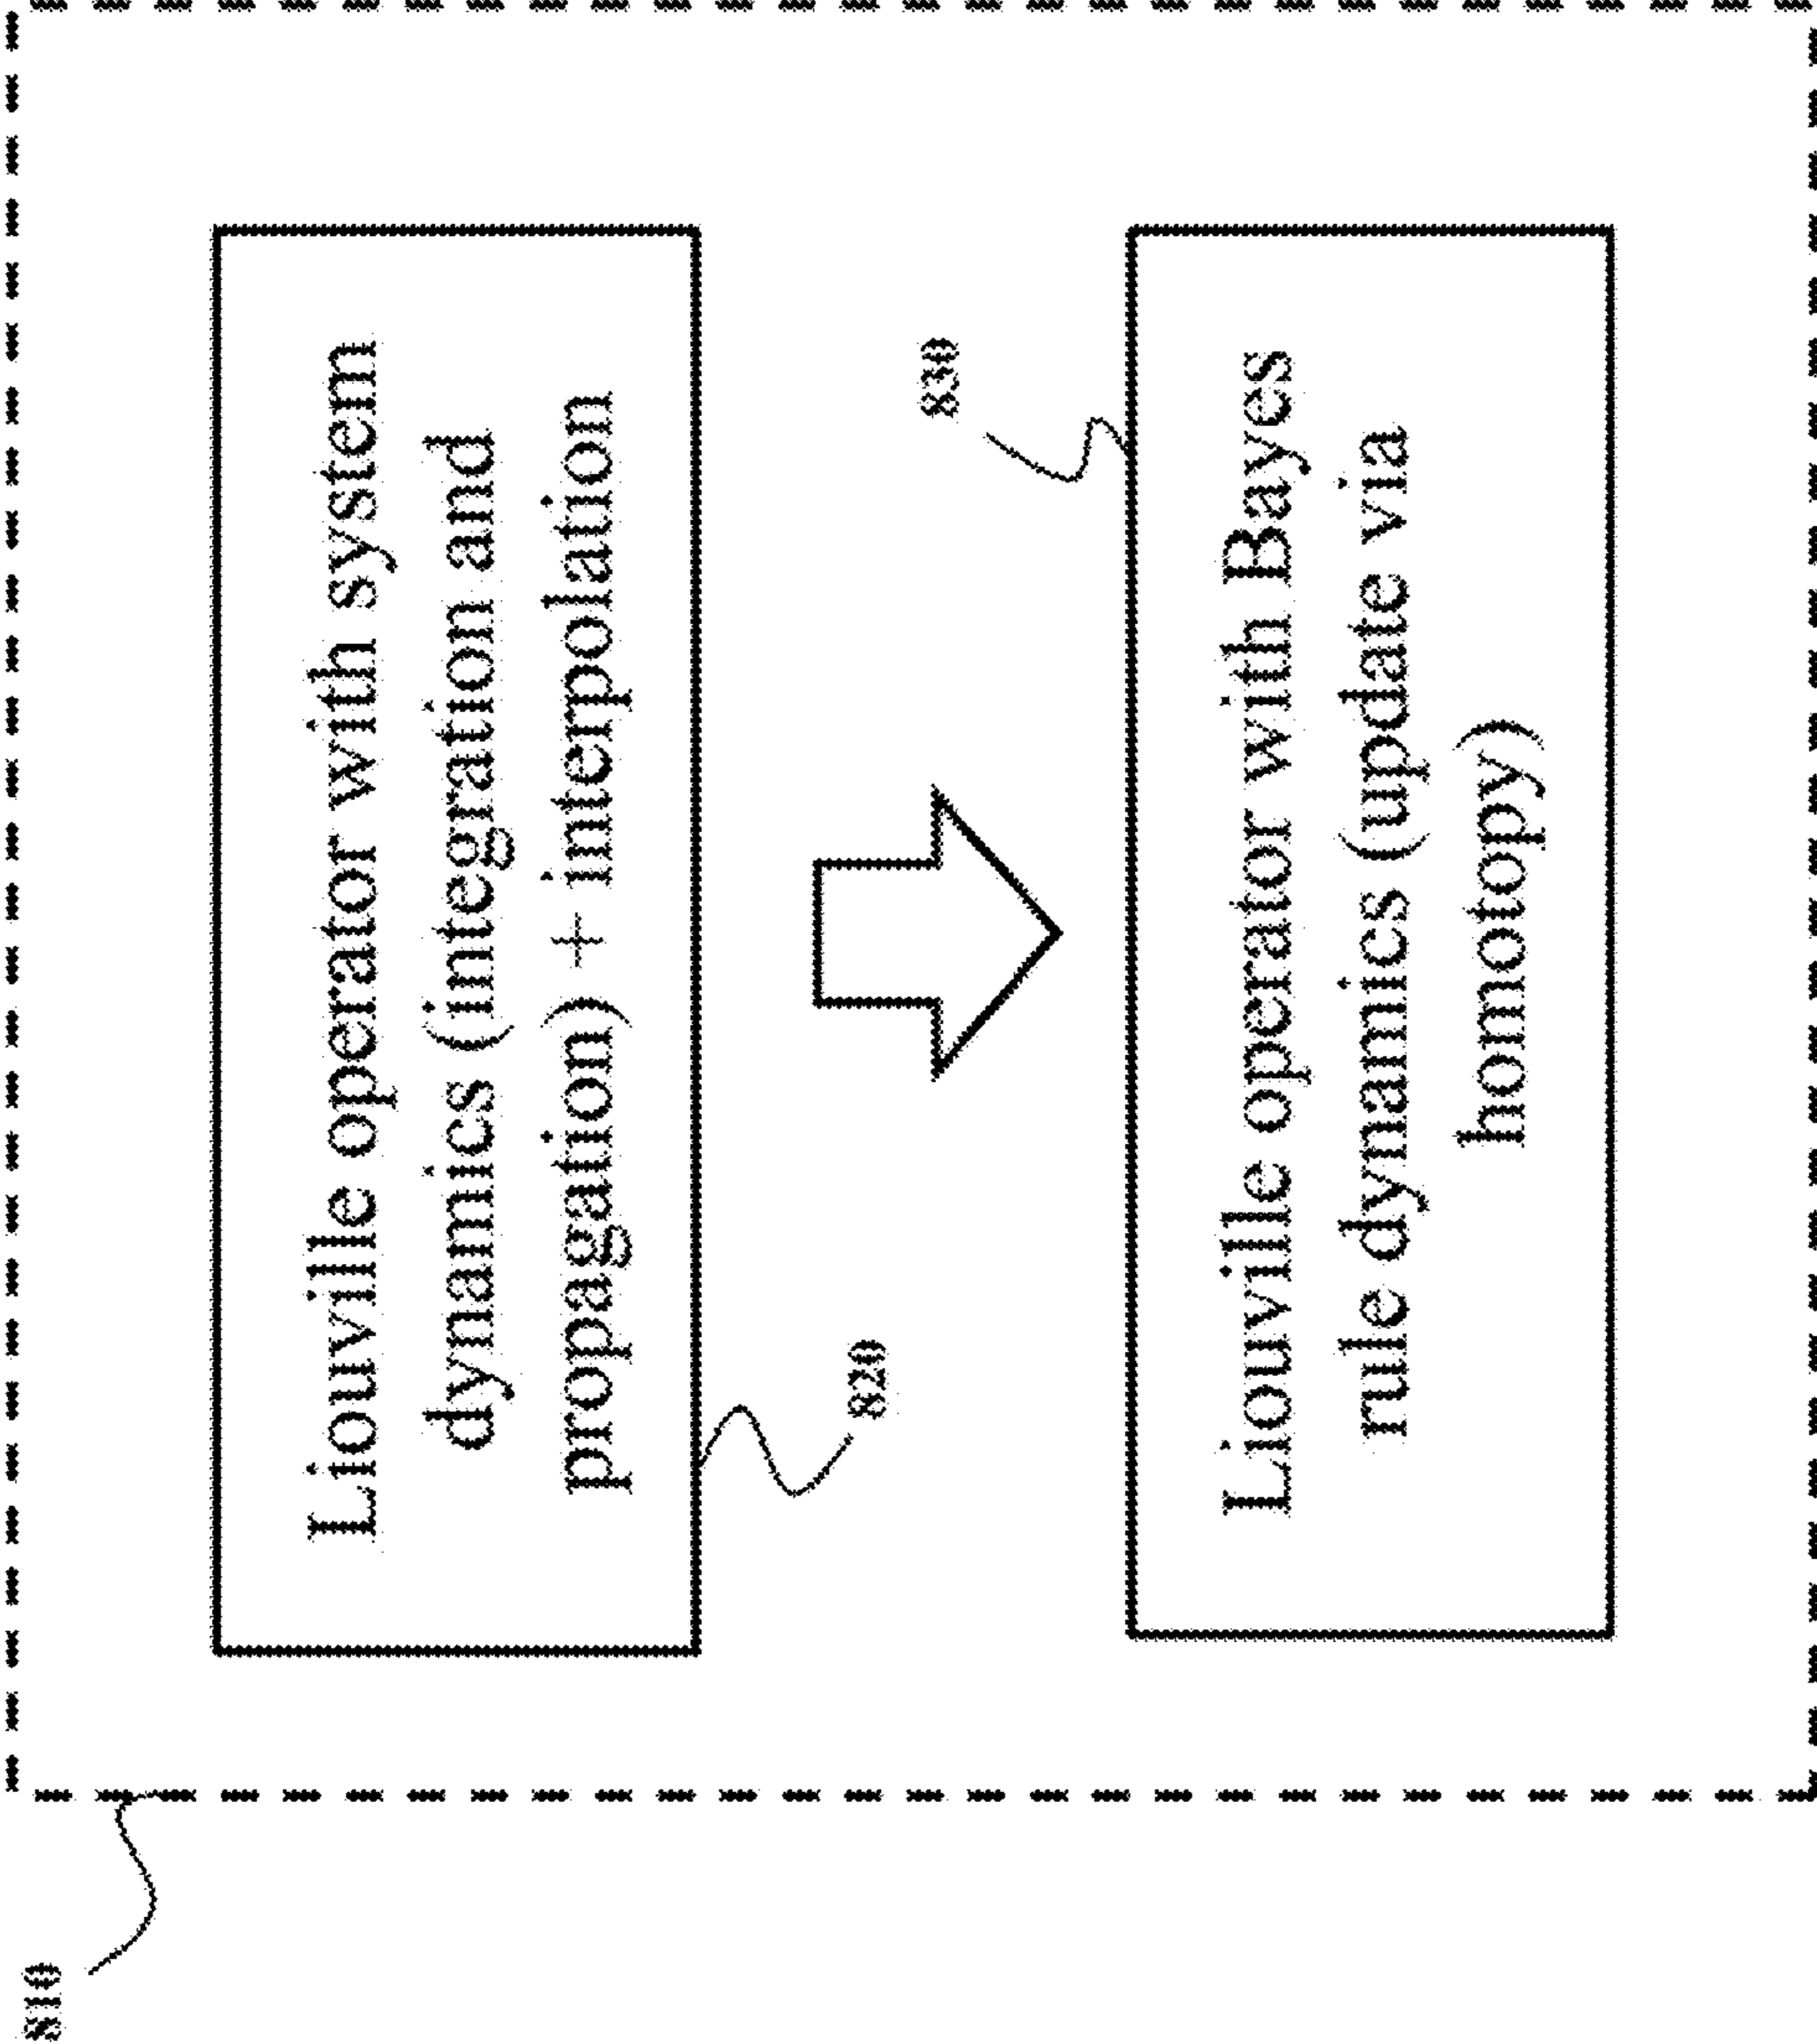 810
Liouville operator with system
dynamics (integration and
propagation) + interpolation
820
830
Liouville operator with Bayes
rule dynamics (update via
homotopy)